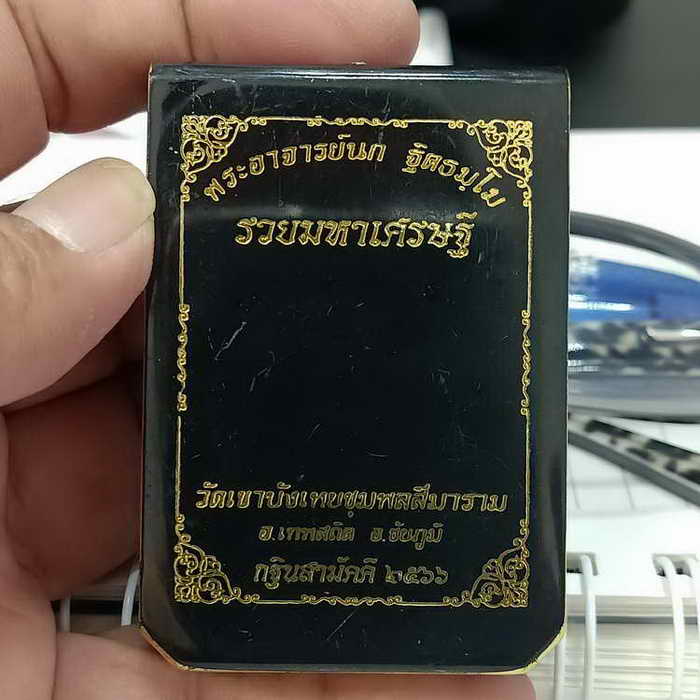 พระอาจารย์นก ฐิตธมฺโม
รวยมหาเศรษฐี
วัดเขาบังเหยชุมพลสีมาราม
อ.เทพสถิต จ.ชัยภูมิ
กฐินสามัคคี ๒๕๖๖